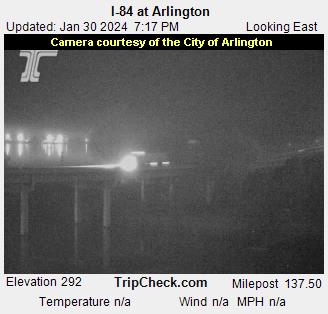 I-84 at Arlington
Updated: Jan 30 2024 7:17 PM Looking East
Camera courtesy of the City of Arlington
Elevation 292 TripCheck.com Milepost 137.50
Temperature n/a Wind n/a MPH n/a